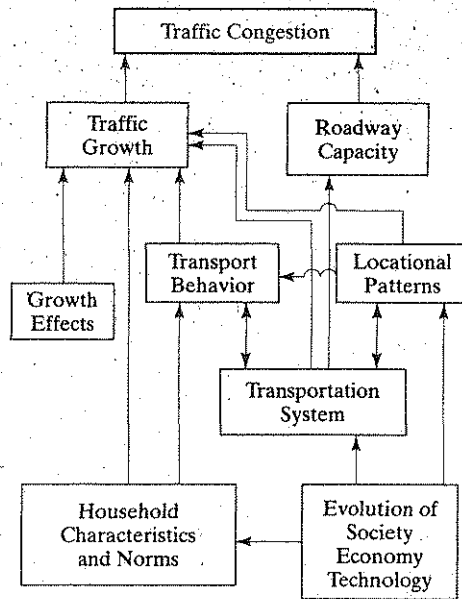 Traffic Congestion
Traffic
Growth
Roadway
Capacity
Transport
Behavior
Locational
Patterns
Growth
Effects
Transportation
System
Household
Characteristics
and Norms
Evolution of
Society
Economy
Technology